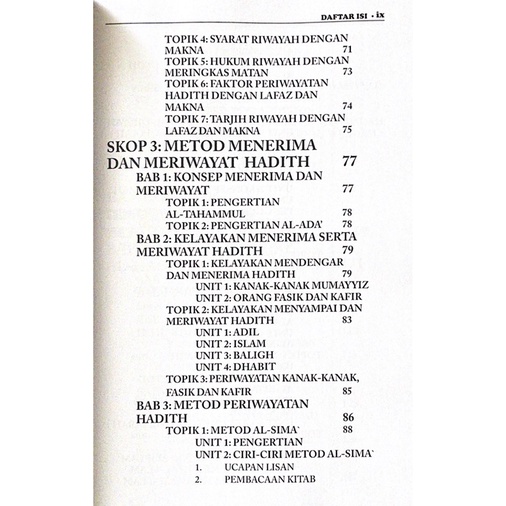 DAFTAR ISI • ix
TOPIK 4: SYARAT RIWAYAH DENGAN
MAKNA 71
TOPIK 5: HUKUM RIWAYAH DENGAN
MERINGKAS MATAN 73
TOPIK 6: FAKTOR PERIWAYATAN
HADITH DENGAN LAFAZ DAN
MAKNA 74
TOPIK 7: TARJIH RIWAYAH DENGAN
LAFAZ DAN MAKNA 75
SKOP 3: METOD MENERIMA
DAN MERIWAYAT HADITH 77
BAB 1: KONSEP MENERIMA DAN
MERIWAYAT 77
TOPIK 1: PENGERTIAN
AL-TAHAMMUL 78
TOPIK 2: PENGERTIAN AL-ADA' 78
BAB 2: KELAYAKAN MENERIMA SERTA
MERIWAYAT HADITH 79
TOPIK 1: KELAYAKAN MENDENGAR
DAN MENERIMA HADITH 79
UNIT 1: KANAK-KANAK MUMAYYIZ
UNIT 2: ORANG FASIK DAN KAFIR
TOPIK 2: KELAYAKAN MENYAMPAI DAN
MERIWAYAT HADITH 83
UNIT 1: ADIL
UNIT 2: ISLAM
UNIT 3: BALIGH
UNIT 4: DHABIT
TOPIK 3: PERIWAYATAN KANAK-KANAK,
FASIK DAN KAFIR 85
BAB 3: METOD PERIWAYATAN
HADITH 86
TOPIK 1: METOD AL-SIMA' 88
UNIT 1: PENGERTIAN
UNIT 2: CIRI-CIRI METOD AL-SIMA'
1. UCAPAN LISAN
2. PEMBACAAN KITAB